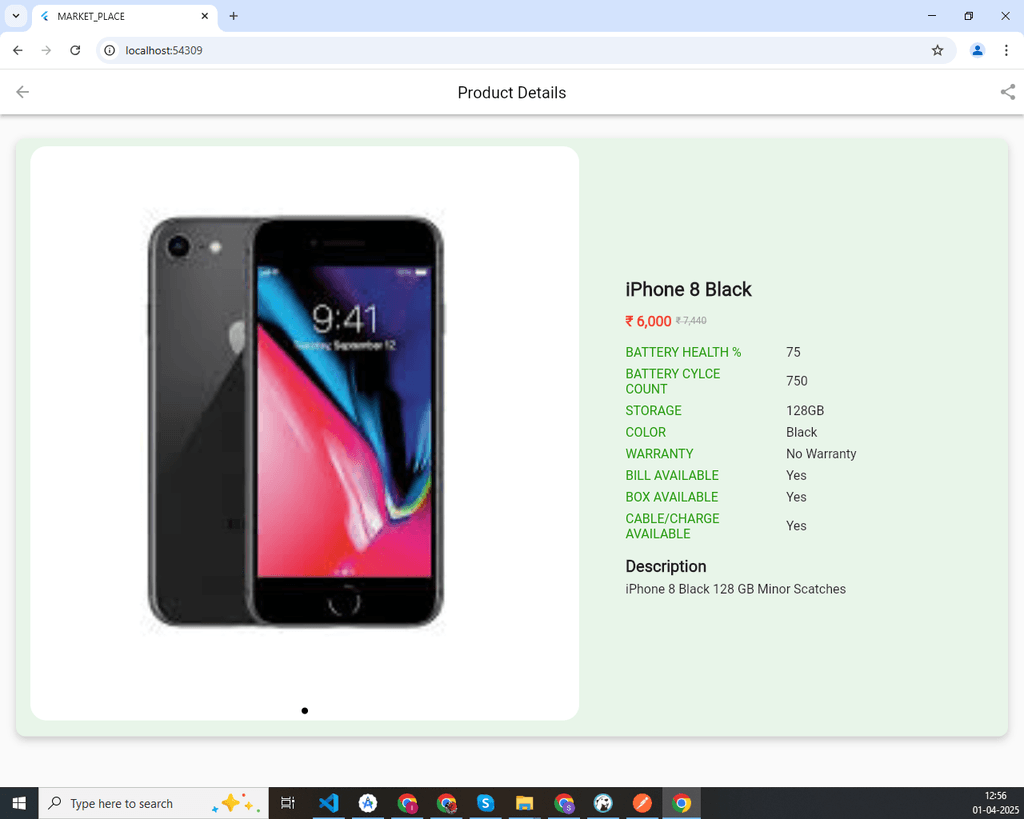 MARKET_PLACE
localhost:54309
Product Details
9:41
Tuesday, September 12
iPhone 8 Black
₹ 6,000 ₹ 7,440
BATTERY HEALTH % 75
BATTERY CYLCE
COUNT 750
STORAGE 128GB
COLOR Black
WARRANTY No Warranty
BILL AVAILABLE Yes
BOX AVAILABLE Yes
CABLE/CHARGE
AVAILABLE Yes
Description
iPhone 8 Black 128 GB Minor Scatches
Type here to search
12:56
01-04-2025